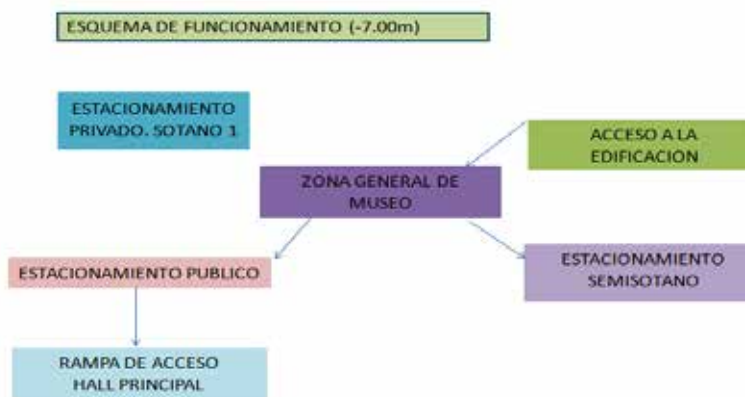 ESQUEMA DE FUNCIONAMIENTO (-7.00m)
ESTACIONAMIENTO
PRIVADO. SOTANO 1
ACCESO A LA
EDIFICACION
ZONA GENERAL DE
MUSEO
ESTACIONAMIENTO PUBLICO
ESTACIONAMIENTO
SEMISOTANO
RAMPA DE ACCESO
HALL PRINCIPAL